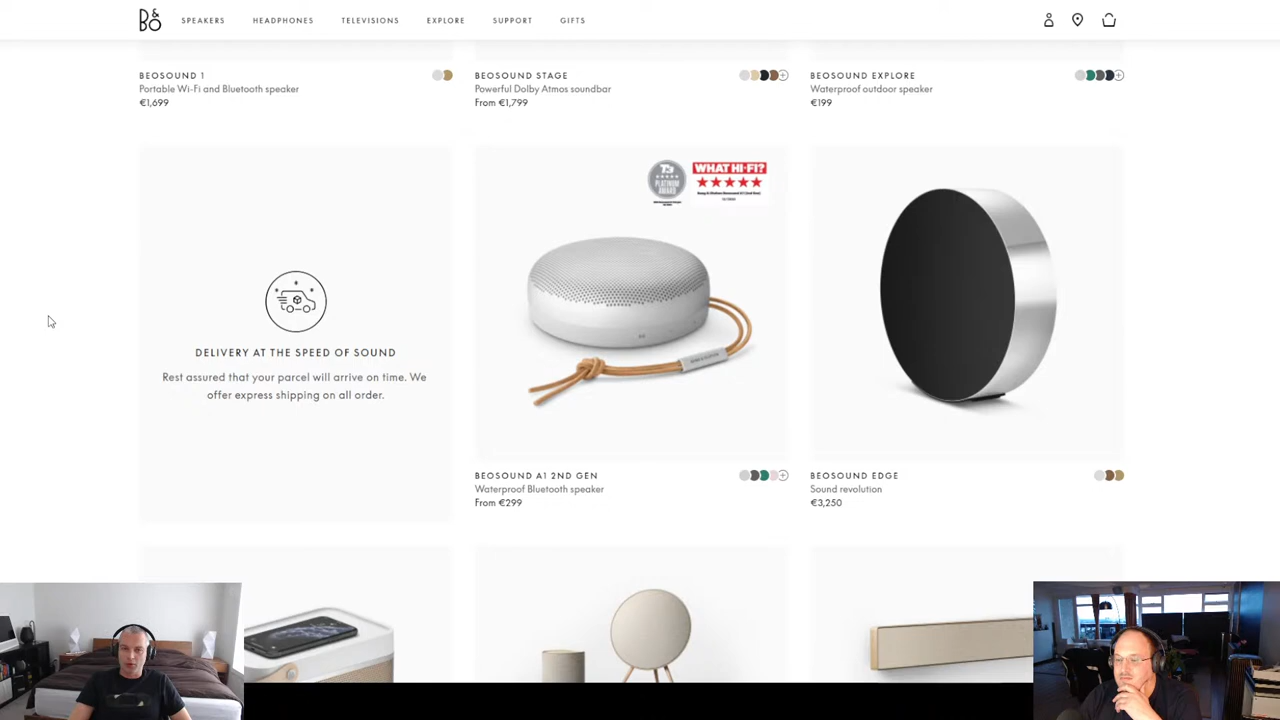 B&O SPEAKERS HEADPHONES TELEVISIONS EXPLORE SUPPORT GIFTS
BEOSOUND 1
Portable Wi-Fi and Bluetooth speaker
€1,699
BEOSOUND STAGE
Powerful Dolby Atmos soundbar
From €1,799
BEOSOUND EXPLORE
Waterproof outdoor speaker
€199
DELIVERY AT THE SPEED OF SOUND
Rest assured that your parcel will arrive on time. We
offer express shipping on all order.
T3
PLATINUM
AWARD
WHAT HI-FI?
BEOSOUND A1 2ND GEN
Waterproof Bluetooth speaker
From €299
BEOSOUND EDGE
Sound revolution
€3,250